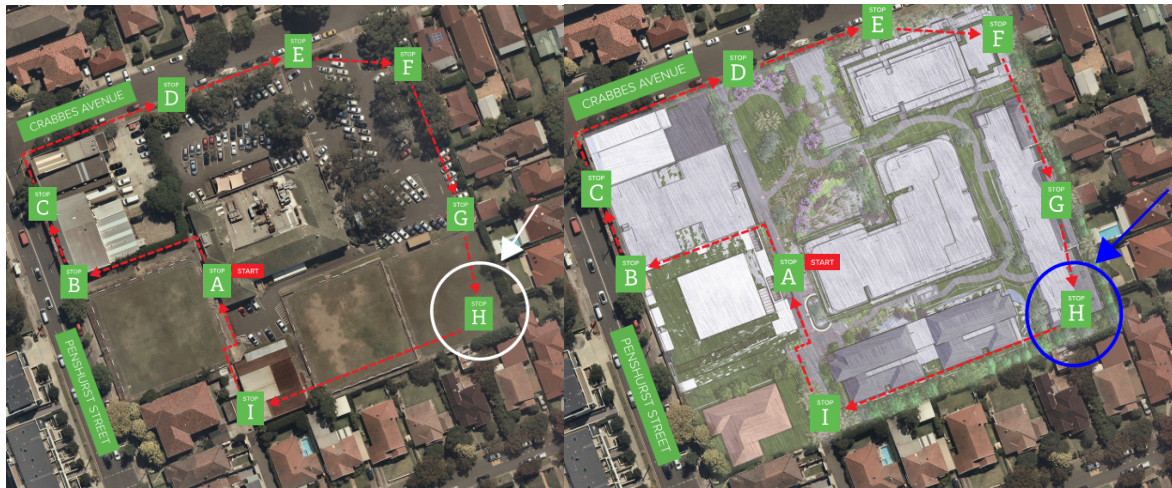 STOP
E
STOP
F
STOP
D
CRABBES AVENUE
STOP
C
STOP
G
STOP
B
STOP
A
START
STOP
H
PENSHURST STREET
STOP
I
STOP
E
STOP
F
STOP
D
CRABBES AVENUE
STOP
C
STOP
G
STOP
B
STOP
A
START
STOP
H
PENSHURST STREET
STOP
I